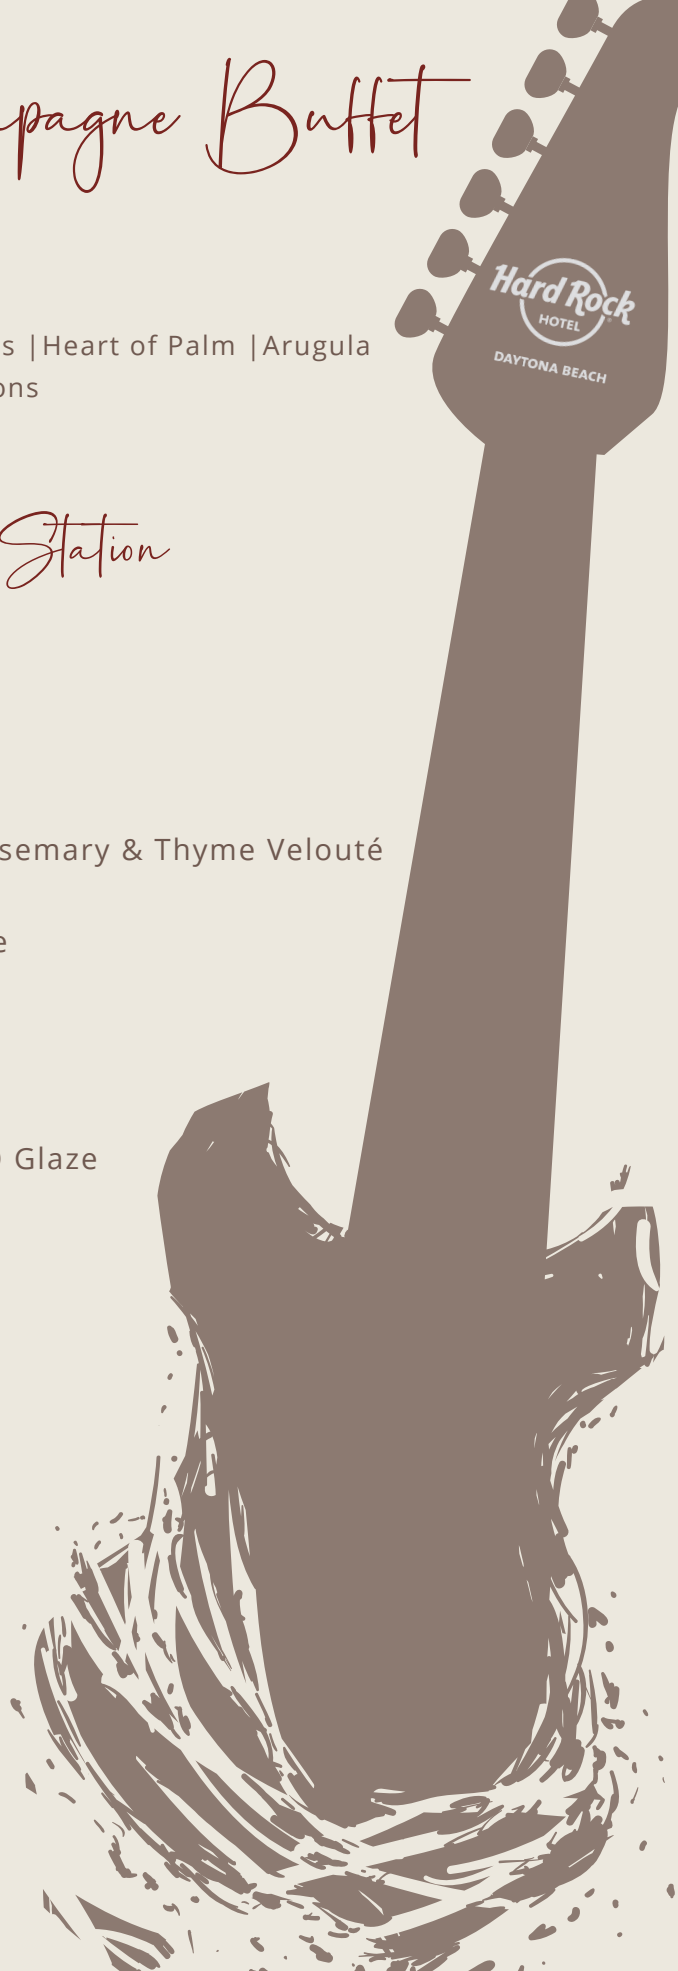 pagne Buffet
Hard Rock
HOTEL
DAYTONA BEACH
s |Heart of Palm |Arugula
ons
Station
semary & Thyme Velouté
e
Glaze